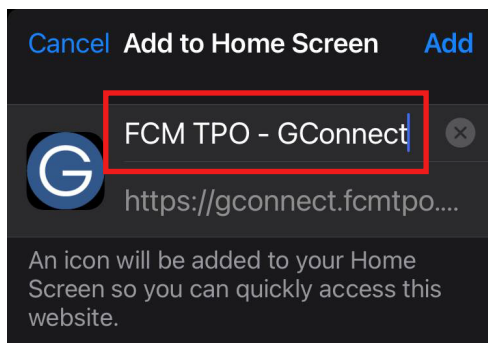 Cancel Add to Home Screen Add
FCM TPO - GConnect
G
https://gconnect.fcmtpo....
An icon will be added to your Home
Screen so you can quickly access this
website.